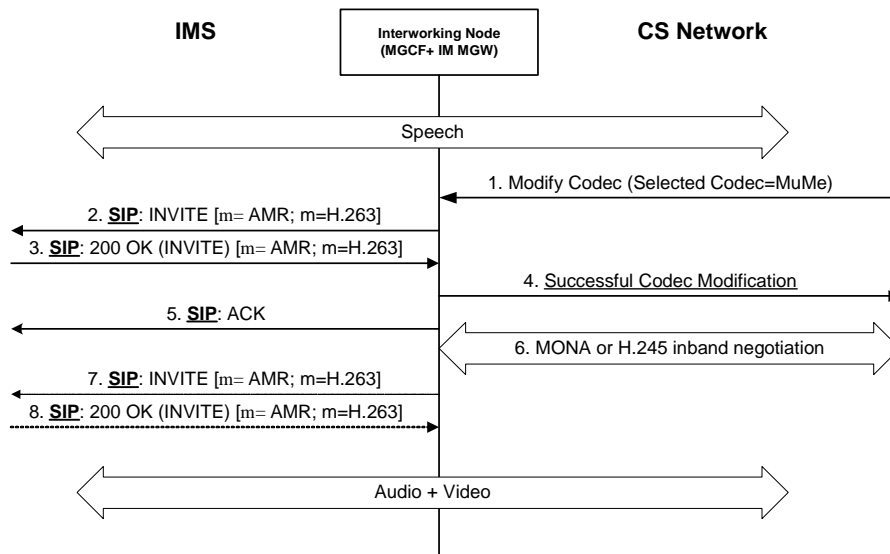 IMS
Interworking Node
(MGCF+ IM MGW)
CS Network
Speech
1. Modify Codec (Selected Codec=MuMe)
2. SIP: INVITE [m= AMR; m=H.263]
3. SIP: 200 OK (INVITE) [m= AMR; m=H.263]
4. Successful Codec Modification
5. SIP: ACK
6. MONA or H.245 inband negotiation
7. SIP: INVITE [m= AMR; m=H.263]
8. SIP: 200 OK (INVITE) [m= AMR; m=H.263]
Audio + Video